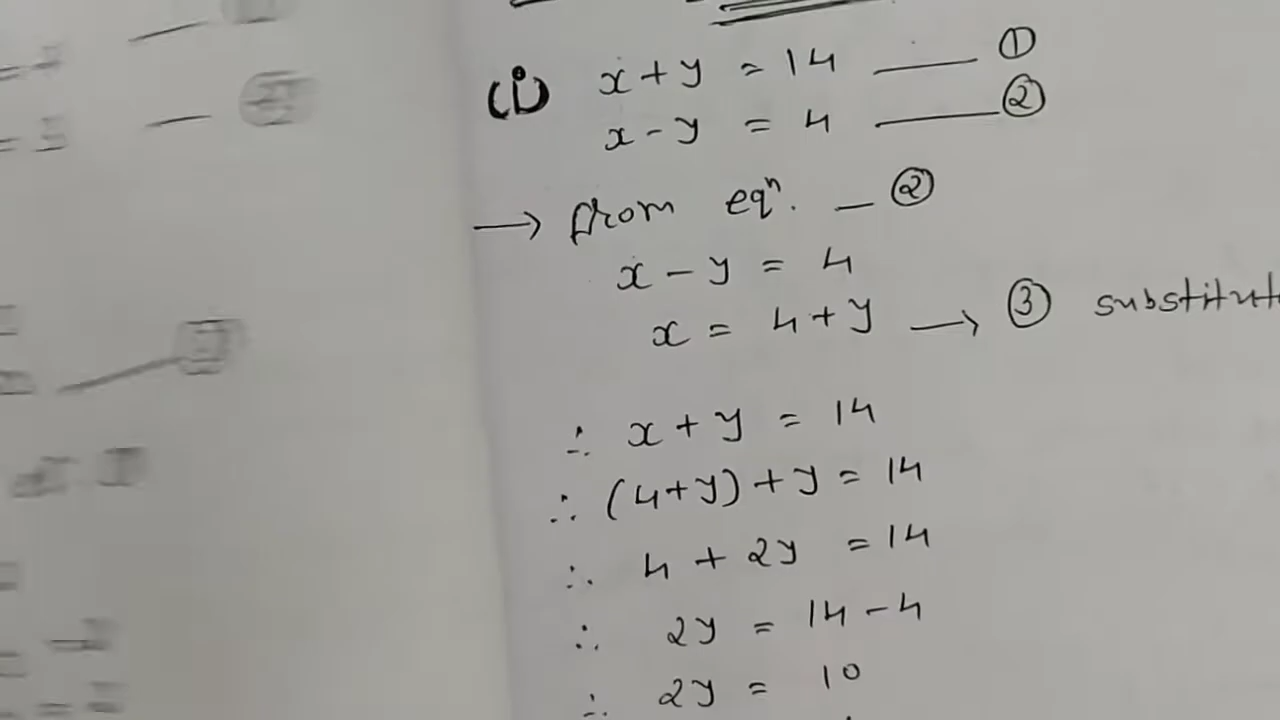 (i) x + y = 14 —— ①
x - y = 4 —— ②
→ from eqⁿ. — ②
x - y = 4
x = 4 + y → ③ substitut
∴ x + y = 14
∴ (4+y) + y = 14
∴ 4 + 2y = 14
∴ 2y = 14 - 4
∴ 2y = 10